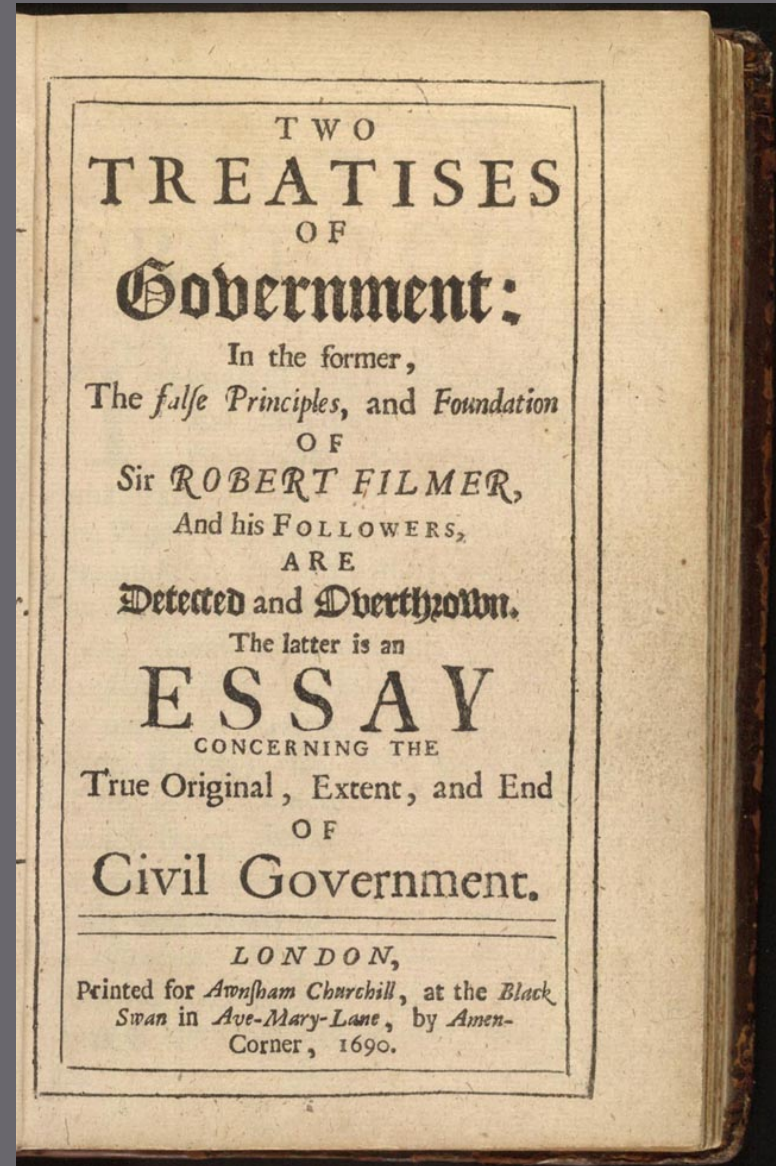 TWO
TREATISES
OF
Government:
In the former,
The falſe Principles, and Foundation
OF
Sir ROBERT FILMER,
And his FOLLOWERS,
ARE
Detected and Overthrown.
The latter is an
ESSAY
CONCERNING THE
True Original, Extent, and End
OF
Civil Government.
LONDON,
Printed for Awnſham Churchill, at the Black
Swan in Ave-Mary-Lane, by Amen-
Corner, 1690.